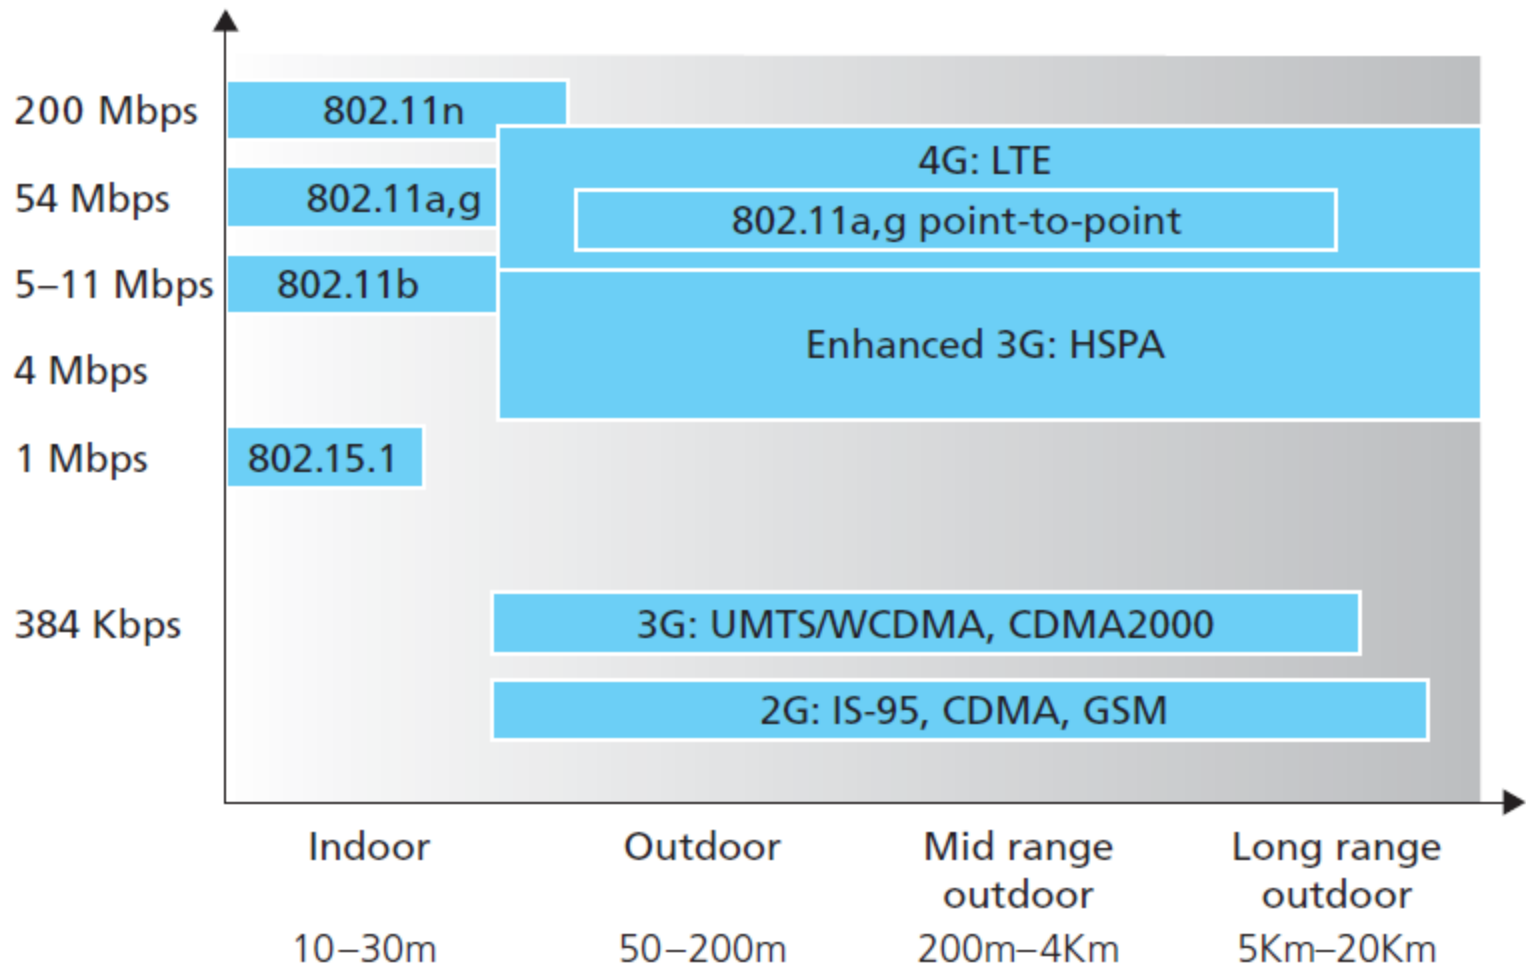 200 Mbps
802.11n
4G: LTE
54 Mbps
802.11a,g
802.11a,g point-to-point
5–11 Mbps
802.11b
Enhanced 3G: HSPA
4 Mbps
1 Mbps
802.15.1
384 Kbps
3G: UMTS/WCDMA, CDMA2000
2G: IS-95, CDMA, GSM
Indoor
Outdoor
Mid range
outdoor
Long range
outdoor
10–30m
50–200m
200m–4Km
5Km–20Km